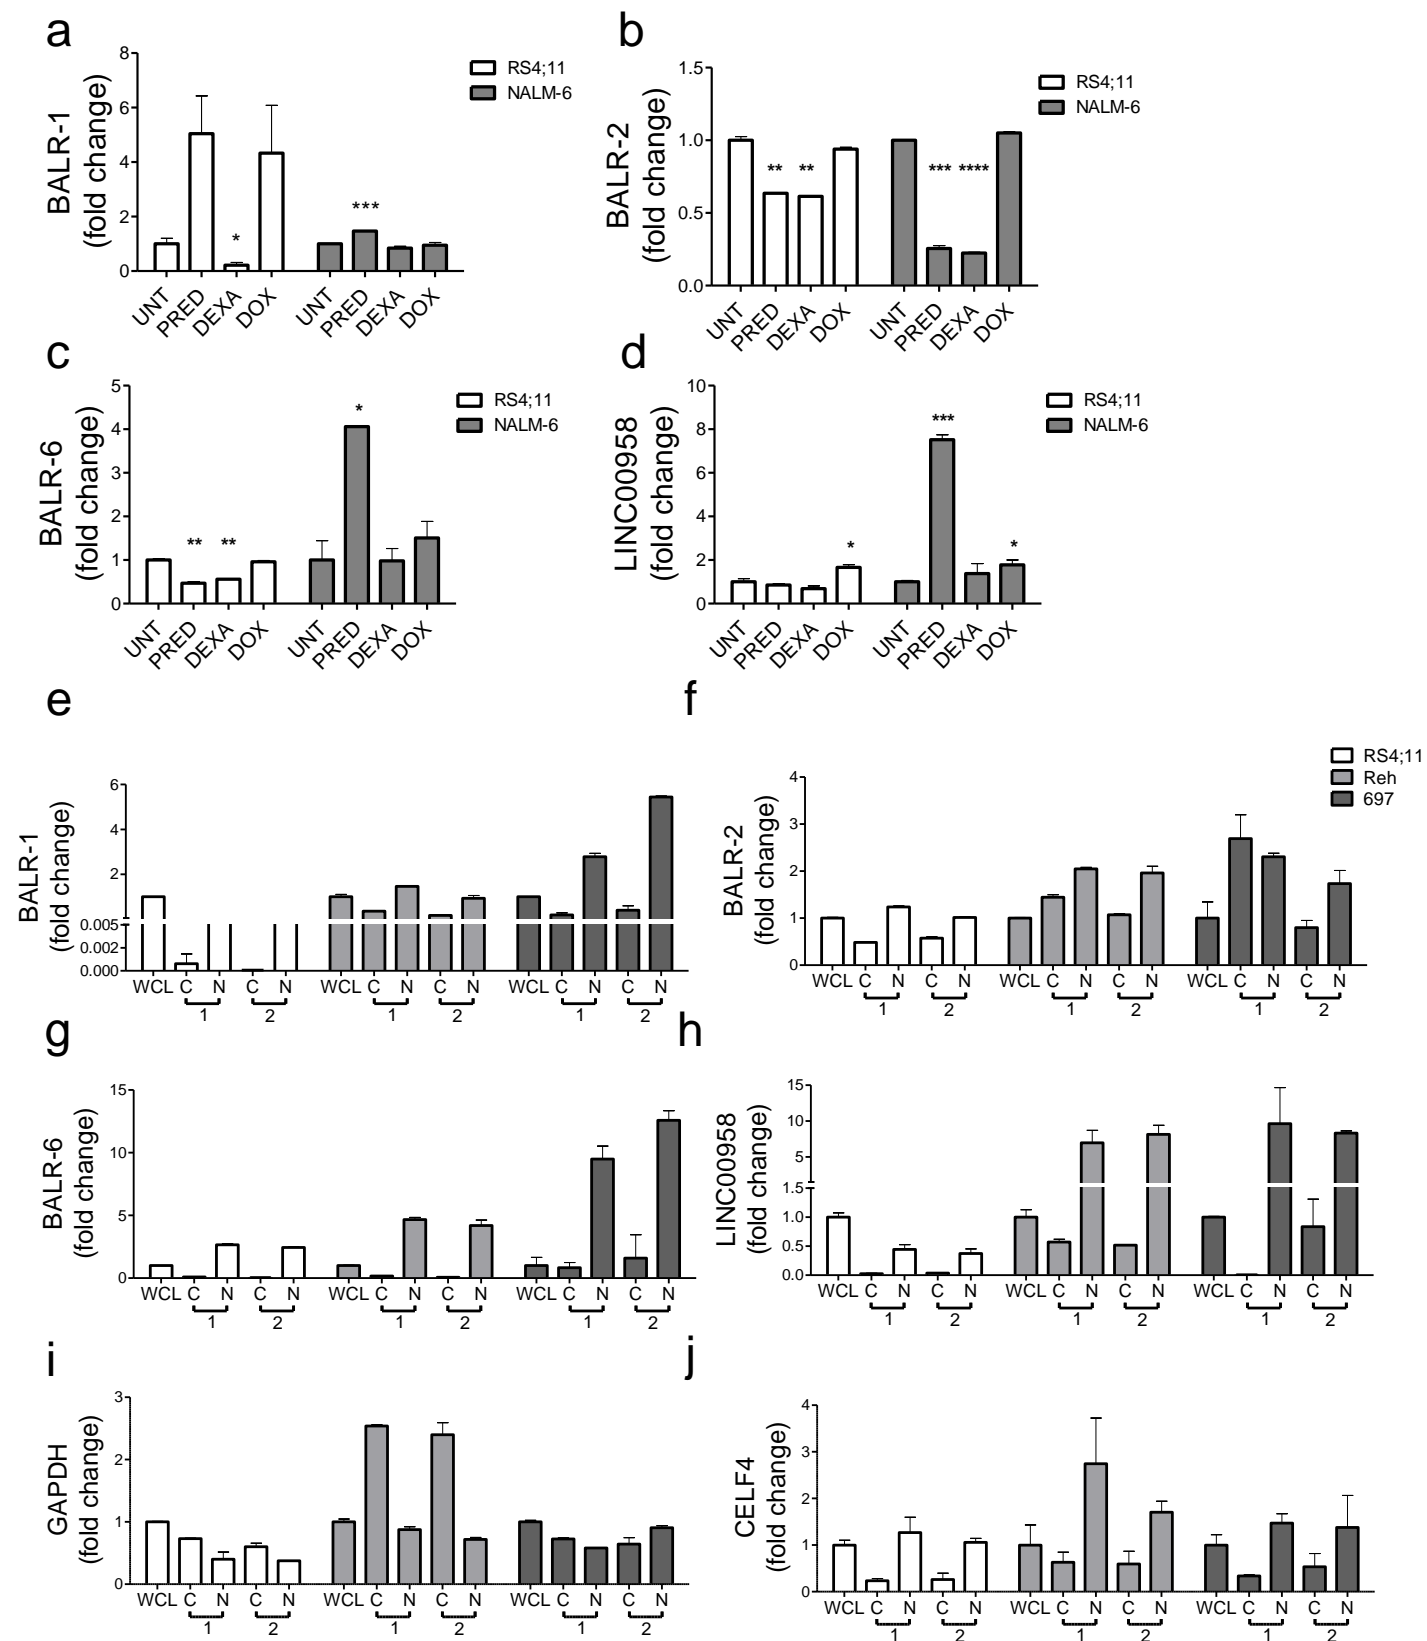 a
BALR-1
(fold change)
8
6
4
2
0
*
***
UNT
PRED
DEXA
DOX
UNT
PRED
DEXA
DOX
RS4;11
NALM-6
b
BALR-2
(fold change)
1.5
1.0
0.5
0.0
** ** *** ****
UNT
PRED
DEXA
DOX
UNT
PRED
DEXA
DOX
RS4;11
NALM-6
c
BALR-6
(fold change)
5
4
3
2
1
0
** ** *
UNT
PRED
DEXA
DOX
UNT
PRED
DEXA
DOX
RS4;11
NALM-6
d
LINC00958
(fold change)
10
8
6
4
2
0
* *** *
UNT
PRED
DEXA
DOX
UNT
PRED
DEXA
DOX
RS4;11
NALM-6
e
BALR-1
(fold change)
6
4
2
0.005
0.002
0.000
WCL C N C N WCL C N C N WCL C N C N
1 2 1 2 1 2
f
BALR-2
(fold change)
4
3
2
1
0
WCL C N C N WCL C N C N WCL C N C N
1 2 1 2 1 2
RS4;11
Reh
697
g
BALR-6
(fold change)
15
10
5
0
WCL C N C N WCL C N C N WCL C N C N
1 2 1 2 1 2
h
LINC00958
(fold change)
15
10
5
1.5
1.0
0.5
0.0
WCL C N C N WCL C N C N WCL C N C N
1 2 1 2 1 2
i
GAPDH
(fold change)
3
2
1
0
WCL C N C N WCL C N C N WCL C N C N
1 2 1 2 1 2
j
CELF4
(fold change)
4
3
2
1
0
WCL C N C N WCL C N C N WCL C N C N
1 2 1 2 1 2